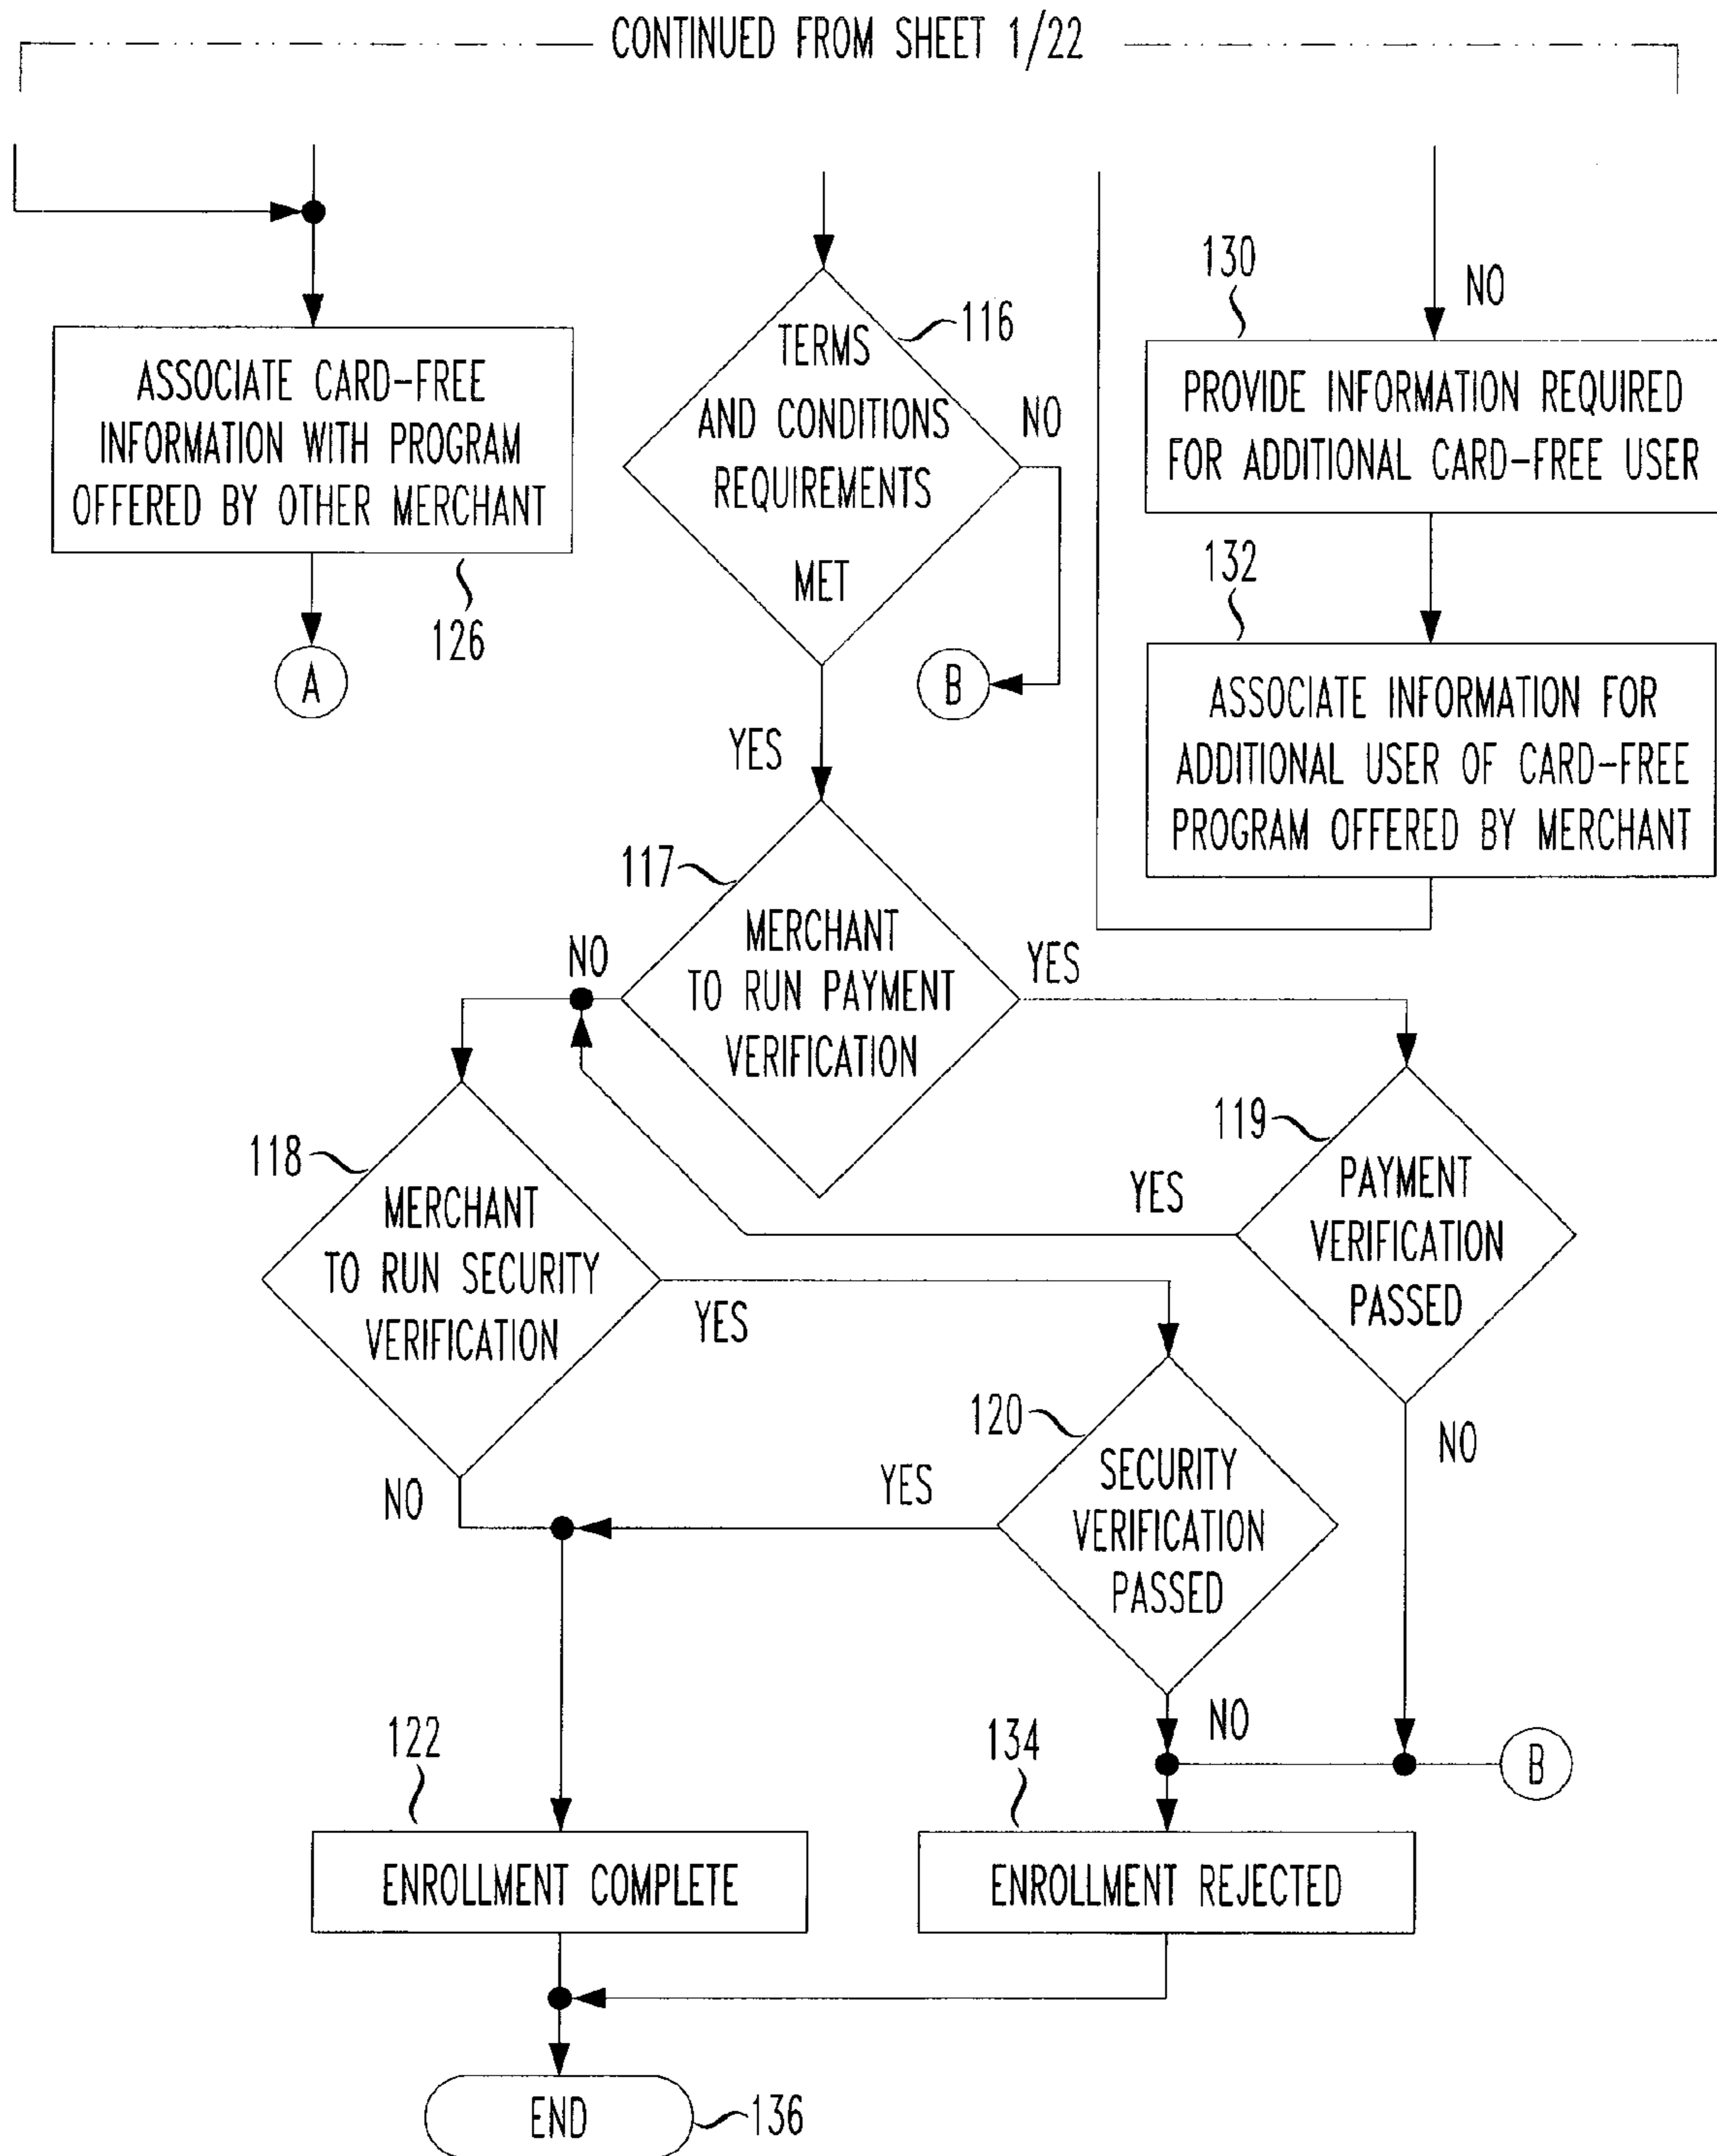 CONTINUED FROM SHEET 1/22
130
NO
116
TERMS
AND CONDITIONS
REQUIREMENTS
MET
NO
ASSOCIATE CARD-FREE
INFORMATION WITH PROGRAM
OFFERED BY OTHER MERCHANT
PROVIDE INFORMATION REQUIRED
FOR ADDITIONAL CARD-FREE USER
132
126
A
B
ASSOCIATE INFORMATION FOR
ADDITIONAL USER OF CARD-FREE
PROGRAM OFFERED BY MERCHANT
YES
117
MERCHANT
TO RUN PAYMENT
VERIFICATION
NO
YES
119
PAYMENT
VERIFICATION
PASSED
YES
118
MERCHANT
TO RUN SECURITY
VERIFICATION
YES
120
SECURITY
VERIFICATION
PASSED
NO
NO
YES
NO
B
122
134
ENROLLMENT COMPLETE
ENROLLMENT REJECTED
END
136